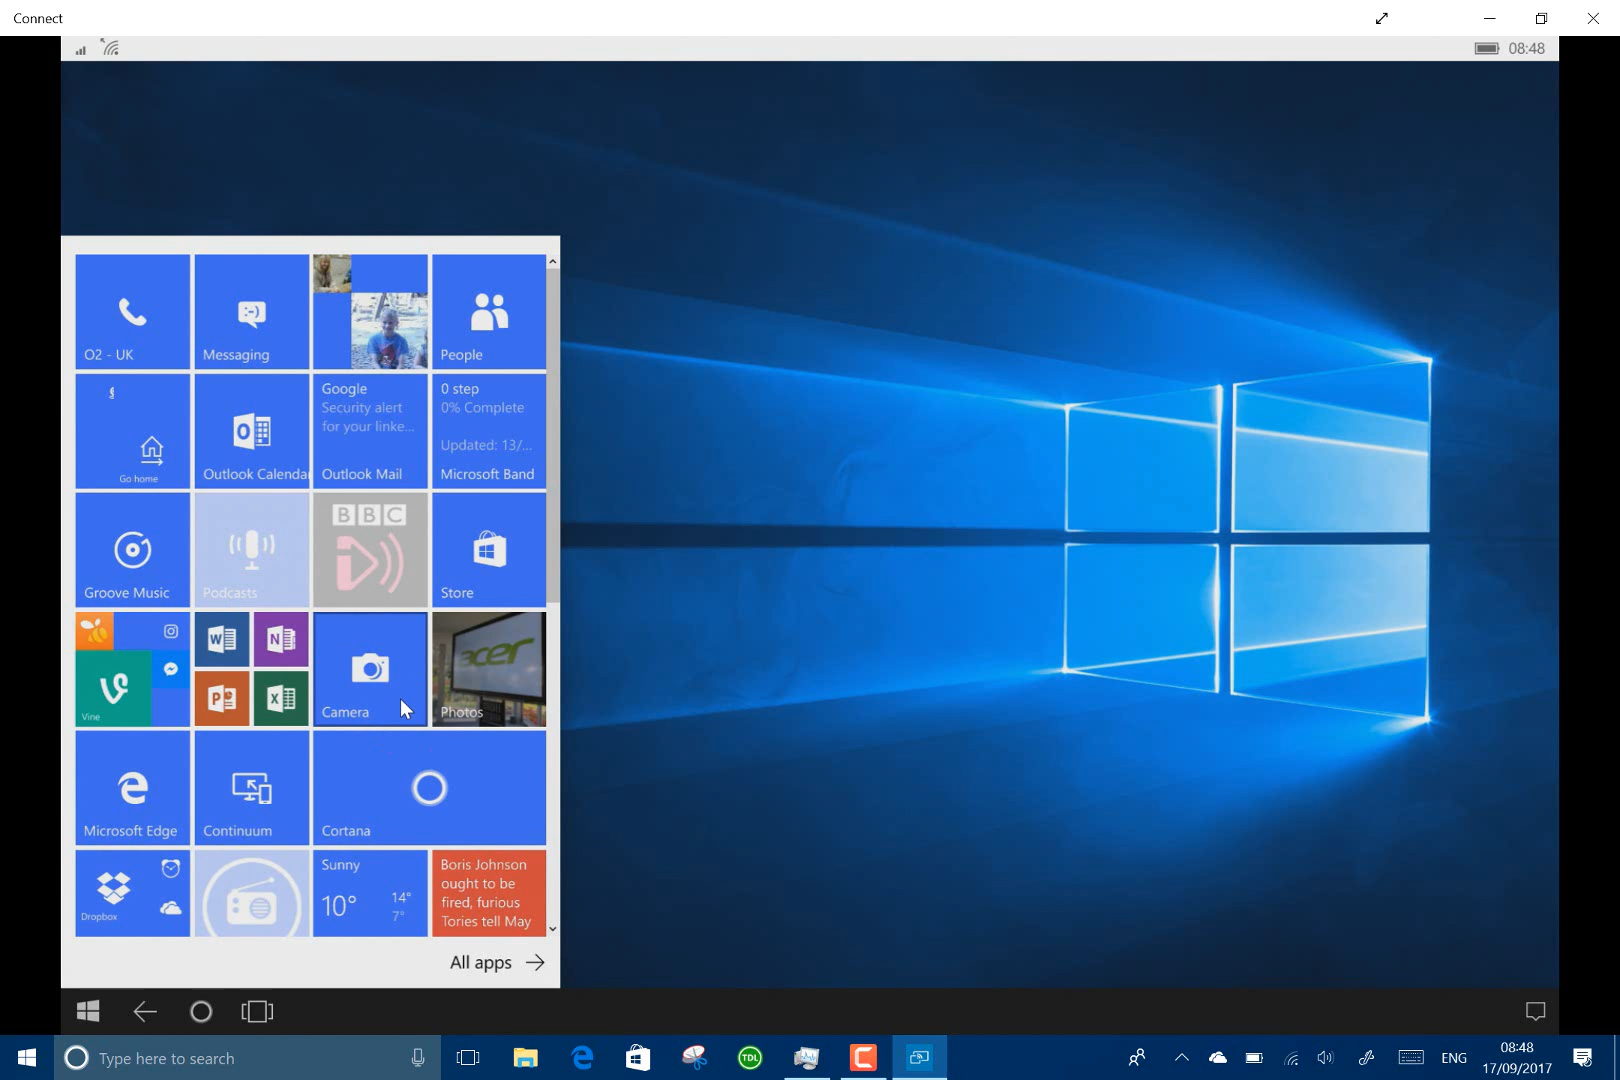 Connect
08:48
O2 - UK
Messaging
People
Go home
Outlook Calendar
Google
Security alert
for your linke...
Outlook Mail
0 step
0% Complete
Updated: 13/...
Microsoft Band
Groove Music
Podcasts
BBC
Store
Vine
W
N
P
X
Camera
acer
Photos
Microsoft Edge
Continuum
Cortana
Dropbox
Sunny
10°
14°
7°
Boris Johnson
ought to be
fired, furious
Tories tell May
All apps
Type here to search
TDL
ENG
08:48
17/09/2017